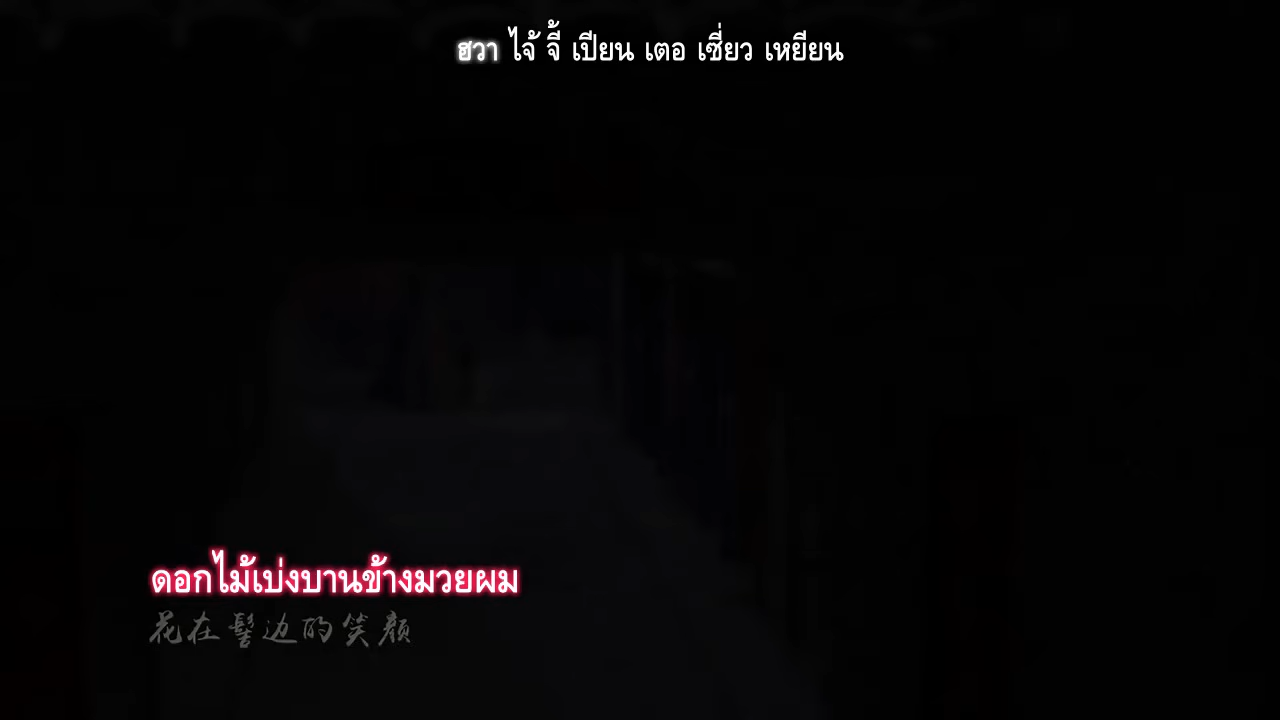 ฮวา ไจ้ จี้ เปียน เตอ เซี่ยว เหยียน
ดอกไม้เบ่งบานข้างมวยผม
花在髻边的笑颜